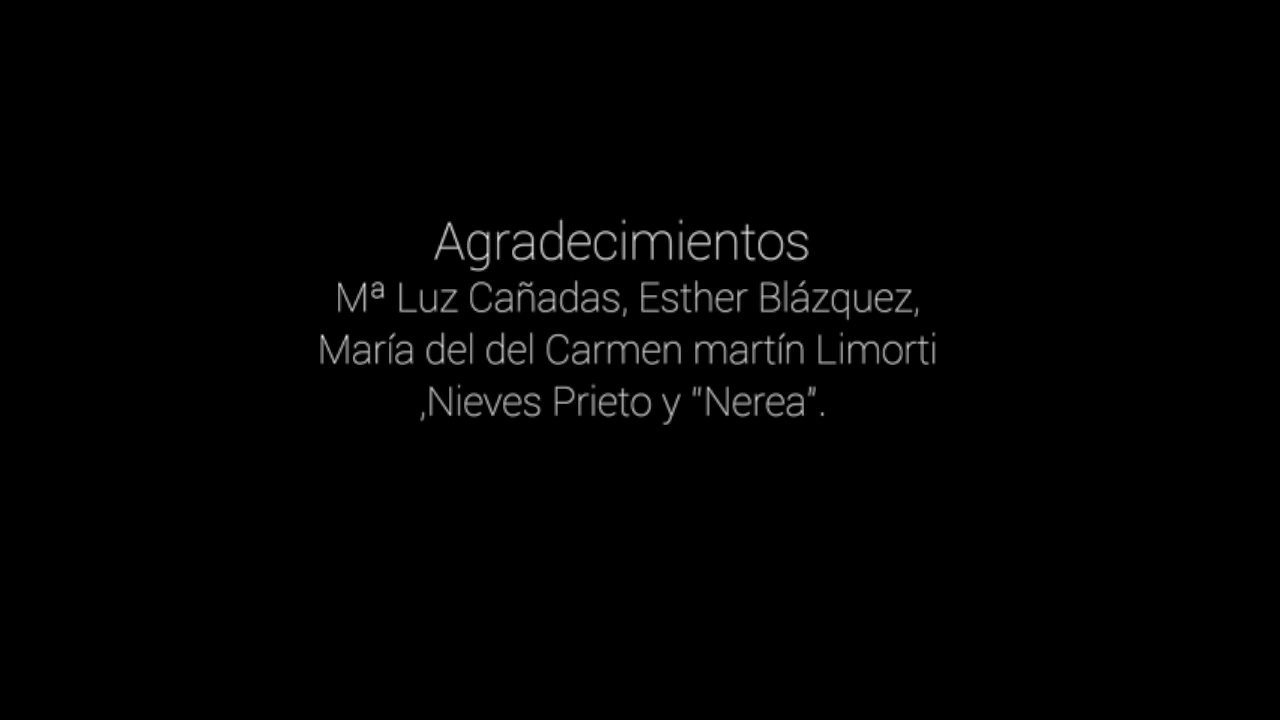 Agradecimientos
Mª Luz Cañadas, Esther Blázquez,
María del del Carmen martín Limorti
,Nieves Prieto y “Nerea”.